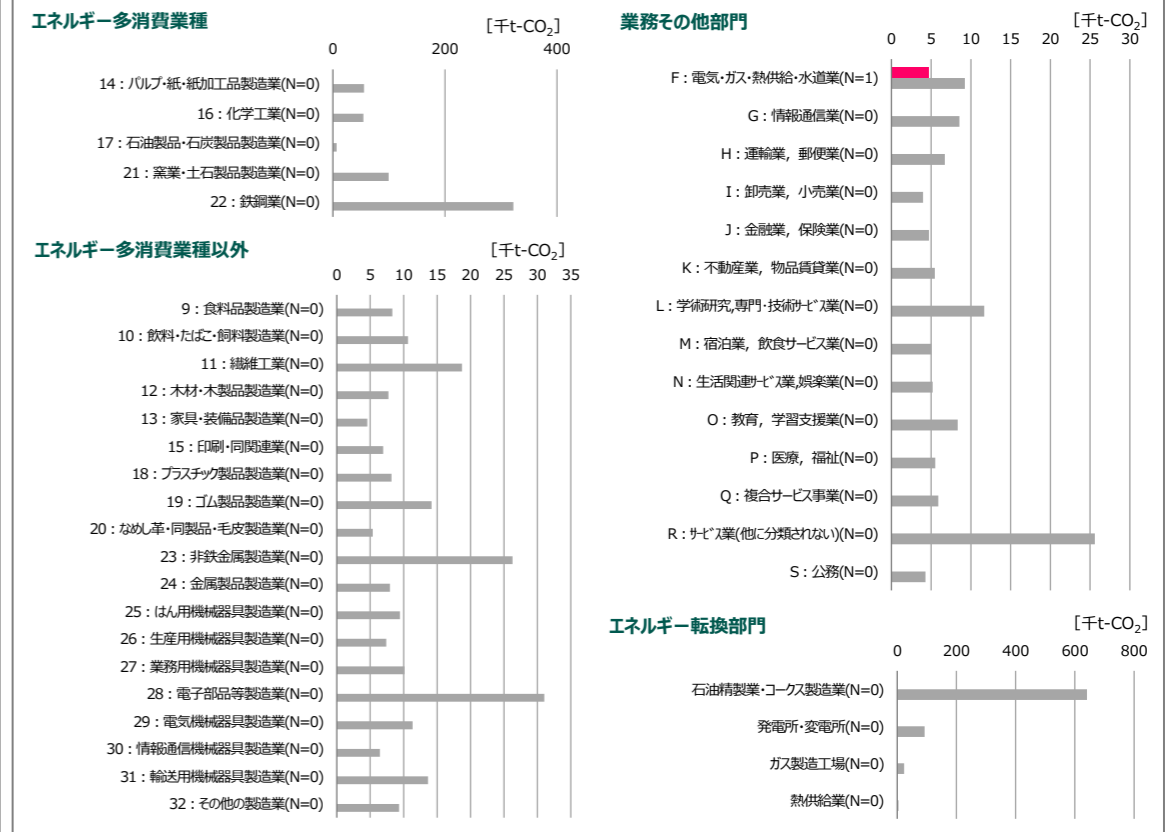 エネルギー多消費業種
[千t-CO₂]
0 200 400
14：パルプ・紙・紙加工品製造業(N=0)
16：化学工業(N=0)
17：石油製品・石炭製品製造業(N=0)
21：窯業・土石製品製造業(N=0)
22：鉄鋼業(N=0)
エネルギー多消費業種以外
[千t-CO₂]
0 5 10 15 20 25 30 35
9：食料品製造業(N=0)
10：飲料・たばこ・飼料製造業(N=0)
11：繊維工業(N=0)
12：木材・木製品製造業(N=0)
13：家具・装備品製造業(N=0)
15：印刷・同関連業(N=0)
18：プラスチック製品製造業(N=0)
19：ゴム製品製造業(N=0)
20：なめし革・同製品・毛皮製造業(N=0)
23：非鉄金属製造業(N=0)
24：金属製品製造業(N=0)
25：はん用機械器具製造業(N=0)
26：生産用機械器具製造業(N=0)
27：業務用機械器具製造業(N=0)
28：電子部品等製造業(N=0)
29：電気機械器具製造業(N=0)
30：情報通信機械器具製造業(N=0)
31：輸送用機械器具製造業(N=0)
32：その他の製造業(N=0)
業務その他部門
[千t-CO₂]
0 5 10 15 20 25 30
F：電気・ガス・熱供給・水道業(N=1)
G：情報通信業(N=0)
H：運輸業，郵便業(N=0)
I：卸売業，小売業(N=0)
J：金融業，保険業(N=0)
K：不動産業，物品賃貸業(N=0)
L：学術研究,専門・技術ｻｰﾋﾞｽ業(N=0)
M：宿泊業，飲食サービス業(N=0)
N：生活関連ｻｰﾋﾞｽ業,娯楽業(N=0)
O：教育，学習支援業(N=0)
P：医療，福祉(N=0)
Q：複合サービス事業(N=0)
R：ｻｰﾋﾞｽ業(他に分類されない)(N=0)
S：公務(N=0)
エネルギー転換部門
[千t-CO₂]
0 200 400 600 800
石油精製業・コークス製造業(N=0)
発電所・変電所(N=0)
ガス製造工場(N=0)
熱供給業(N=0)